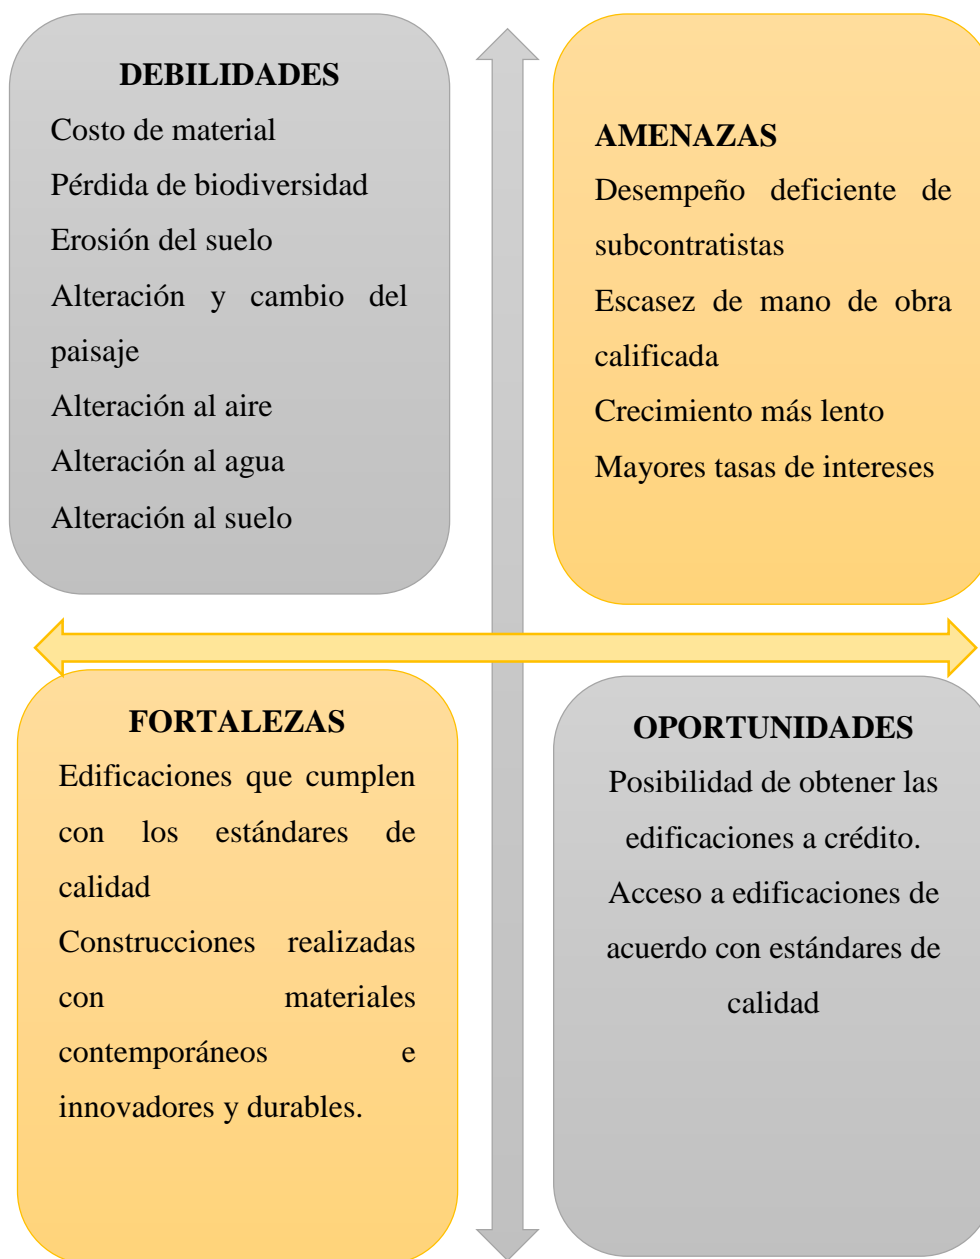 DEBILIDADES
Costo de material
Pérdida de biodiversidad
Erosión del suelo
Alteración y cambio del
paisaje
Alteración al aire
Alteración al agua
Alteración al suelo
AMENAZAS
Desempeño deficiente de
subcontratistas
Escasez de mano de obra
calificada
Crecimiento más lento
Mayores tasas de intereses
FORTALEZAS
Edificaciones que cumplen
con los estándares de
calidad
Construcciones realizadas
con materiales
contemporáneos e
innovadores y durables.
OPORTUNIDADES
Posibilidad de obtener las
edificaciones a crédito.
Acceso a edificaciones de
acuerdo con estándares de
calidad